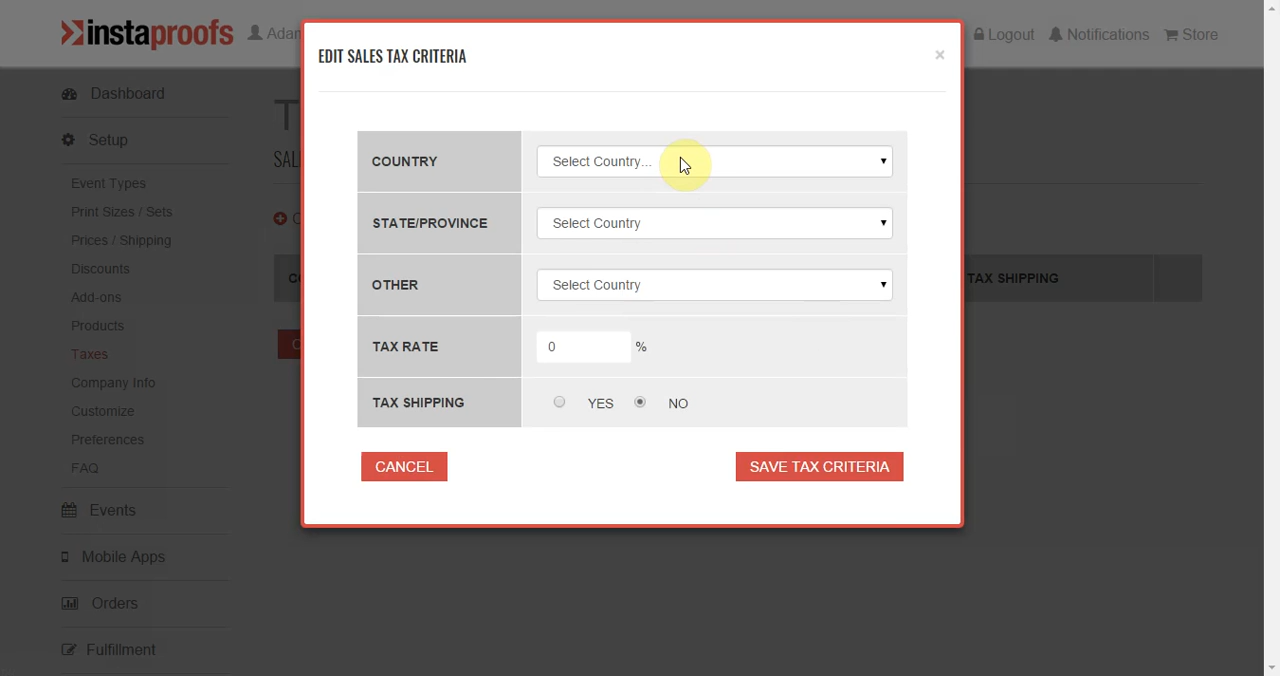 instaproofs
Adan
Logout
Notifications
Store
EDIT SALES TAX CRITERIA
×
COUNTRY
Select Country...
STATE/PROVINCE
Select Country
OTHER
Select Country
TAX RATE
0
%
TAX SHIPPING
YES
NO
CANCEL
SAVE TAX CRITERIA
Dashboard
Setup
Event Types
Print Sizes / Sets
Prices / Shipping
Discounts
Add-ons
Products
Taxes
Company Info
Customize
Preferences
FAQ
Events
Mobile Apps
Orders
Fulfillment
TAX SHIPPING